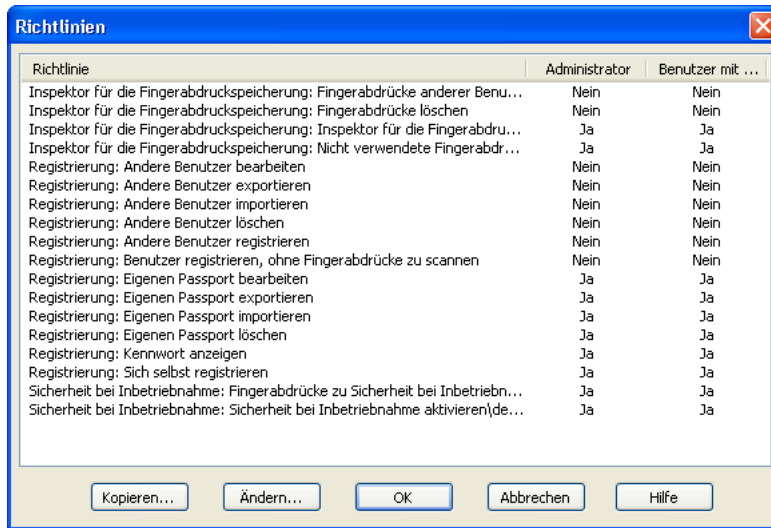 Richtlinien
Richtlinie Administrator Benutzer mit ...
Inspektor für die Fingerabdruckspeicherung: Fingerabdrücke anderer Benu... Nein Nein
Inspektor für die Fingerabdruckspeicherung: Fingerabdrücke löschen Nein Nein
Inspektor für die Fingerabdruckspeicherung: Inspektor für die Fingerabdru... Ja Ja
Inspektor für die Fingerabdruckspeicherung: Nicht verwendete Fingerabdr... Ja Ja
Registrierung: Andere Benutzer bearbeiten Nein Nein
Registrierung: Andere Benutzer exportieren Nein Nein
Registrierung: Andere Benutzer importieren Nein Nein
Registrierung: Andere Benutzer löschen Nein Nein
Registrierung: Andere Benutzer registrieren Nein Nein
Registrierung: Benutzer registrieren, ohne Fingerabdrücke zu scannen Nein Nein
Registrierung: Eigenen Passport bearbeiten Ja Ja
Registrierung: Eigenen Passport exportieren Ja Ja
Registrierung: Eigenen Passport importieren Ja Ja
Registrierung: Eigenen Passport löschen Ja Ja
Registrierung: Kennwort anzeigen Ja Ja
Registrierung: Sich selbst registrieren Ja Ja
Sicherheit bei Inbetriebnahme: Fingerabdrücke zu Sicherheit bei Inbetriebn... Ja Ja
Sicherheit bei Inbetriebnahme: Sicherheit bei Inbetriebnahme aktivieren\de... Ja Ja
Kopieren... Ändern... OK Abbrechen Hilfe